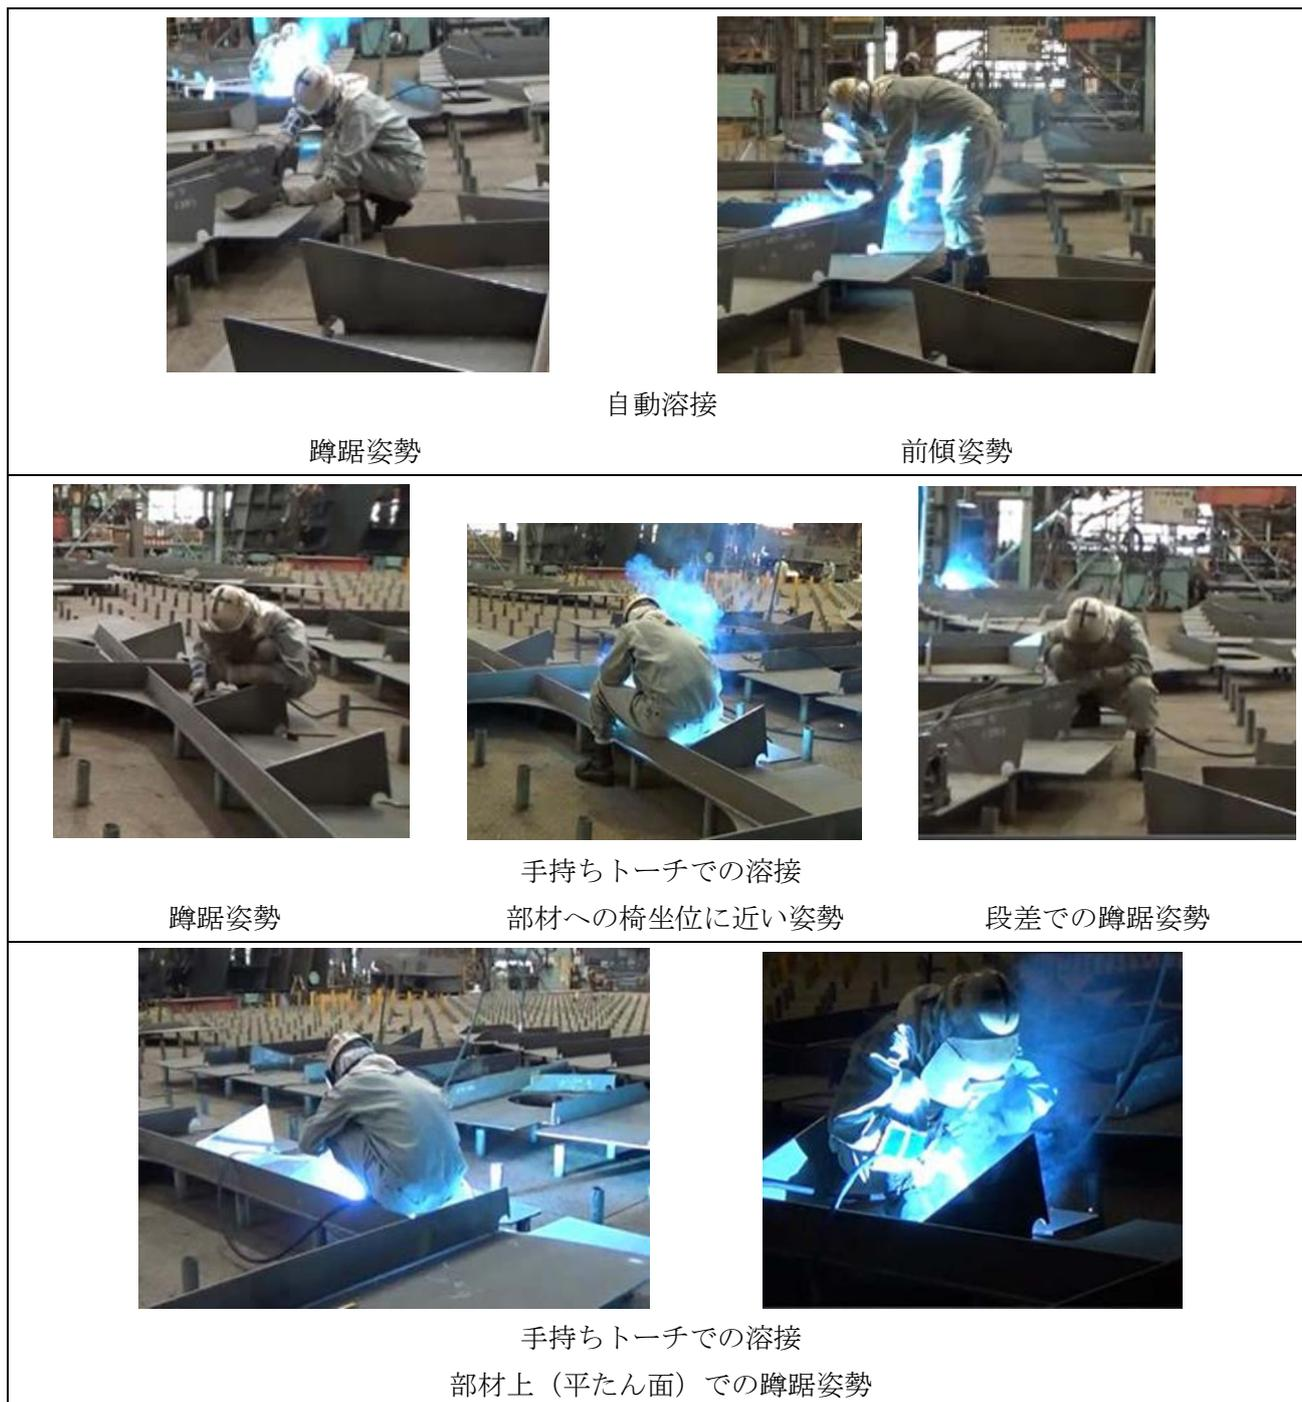 自動溶接
蹲踞姿勢 前傾姿勢
手持ちトーチでの溶接
蹲踞姿勢 部材への椅坐位に近い姿勢 段差での蹲踞姿勢
手持ちトーチでの溶接
部材上（平たん面）での蹲踞姿勢